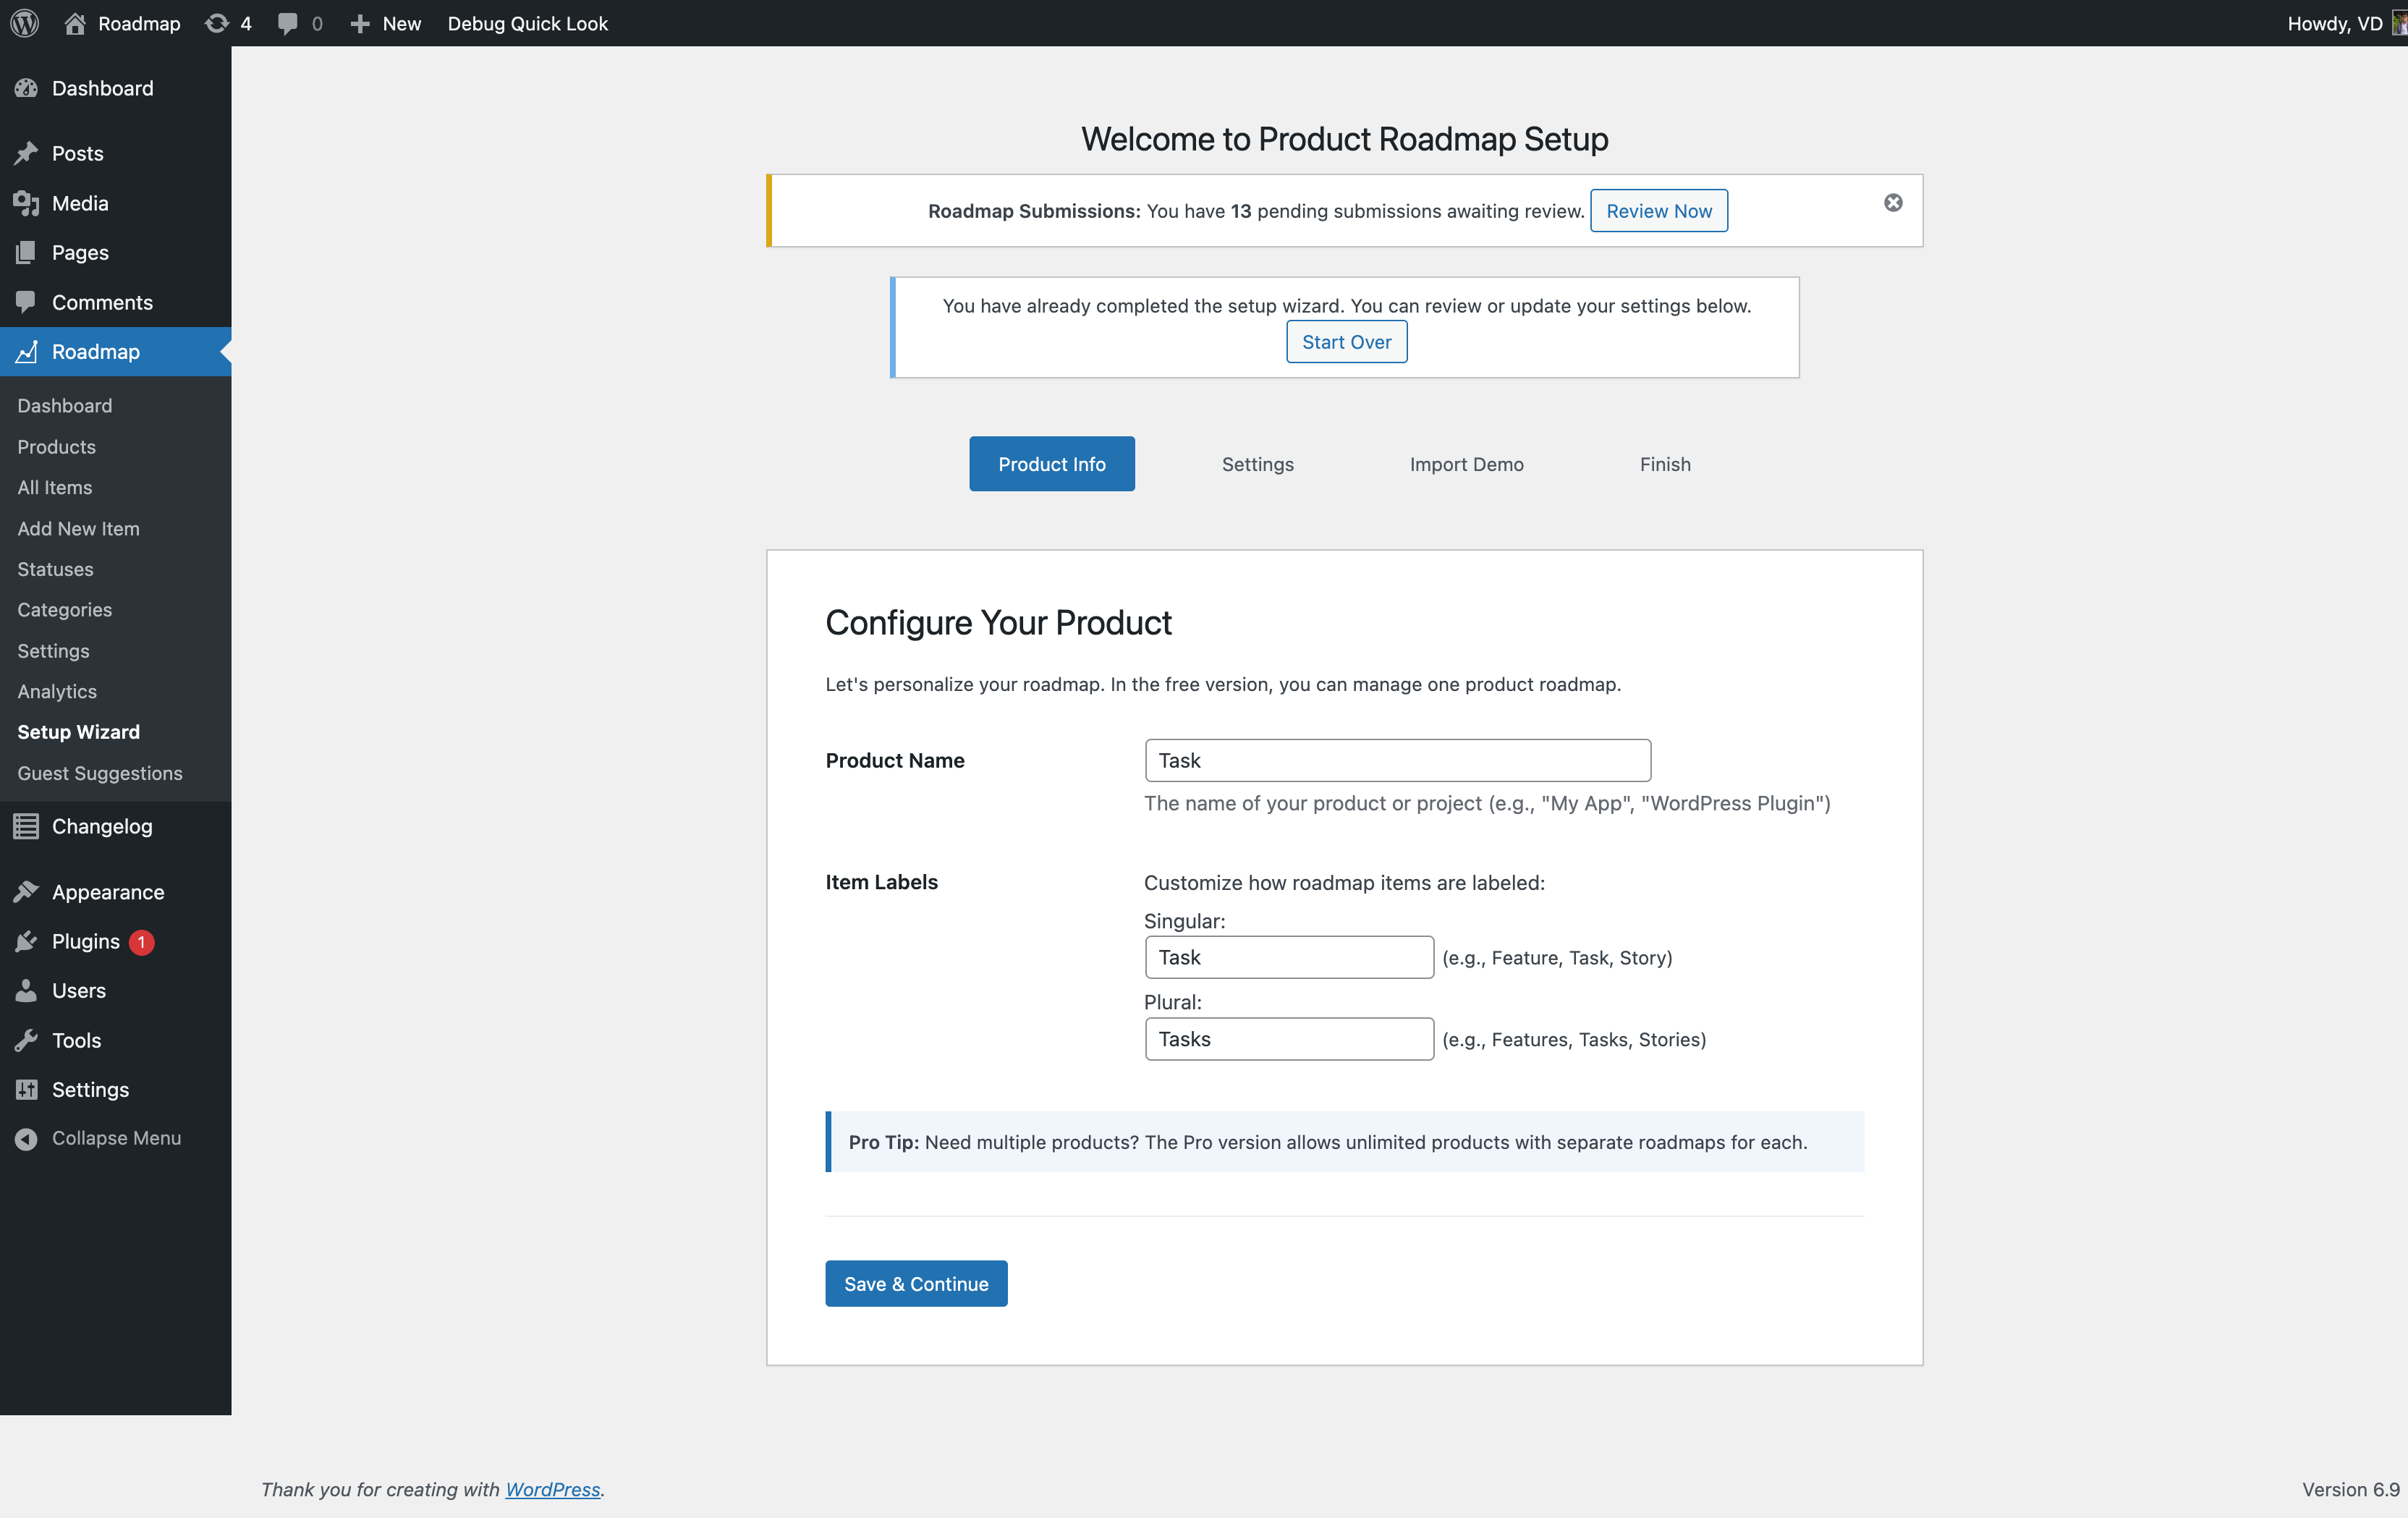 Roadmap 4 0 New Debug Quick Look Howdy, VD
Dashboard
Posts
Media
Pages
Comments
Roadmap
Dashboard
Products
All Items
Add New Item
Statuses
Categories
Settings
Analytics
Setup Wizard
Guest Suggestions
Changelog
Appearance
Plugins 1
Users
Tools
Settings
Collapse Menu
Welcome to Product Roadmap Setup
Roadmap Submissions: You have 13 pending submissions awaiting review. Review Now
You have already completed the setup wizard. You can review or update your settings below.
Start Over
Product Info Settings Import Demo Finish
Configure Your Product
Let's personalize your roadmap. In the free version, you can manage one product roadmap.
Product Name Task
The name of your product or project (e.g., "My App", "WordPress Plugin")
Item Labels Customize how roadmap items are labeled:
Singular:
Task (e.g., Feature, Task, Story)
Plural:
Tasks (e.g., Features, Tasks, Stories)
Pro Tip: Need multiple products? The Pro version allows unlimited products with separate roadmaps for each.
Save & Continue
Thank you for creating with WordPress. Version 6.9